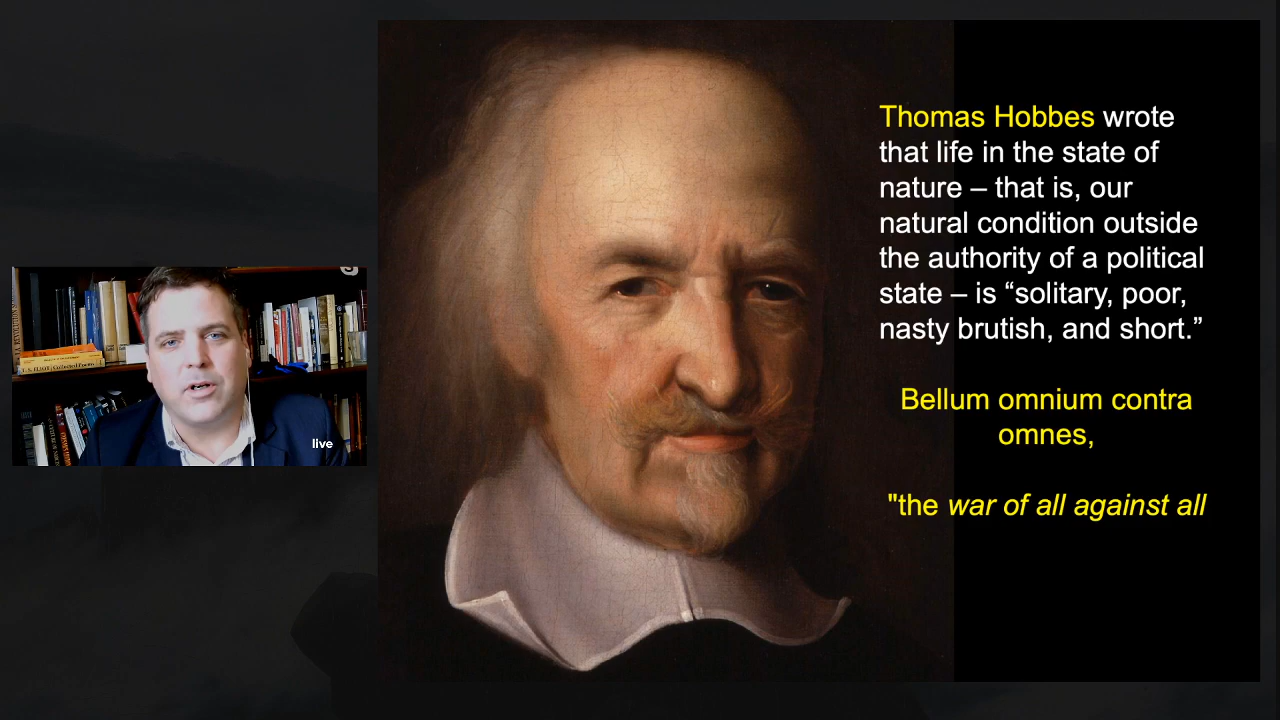 Thomas Hobbes wrote
that life in the state of
nature – that is, our
natural condition outside
the authority of a political
state – is “solitary, poor,
nasty brutish, and short.”
Bellum omnium contra
omnes,
"the war of all against all
live